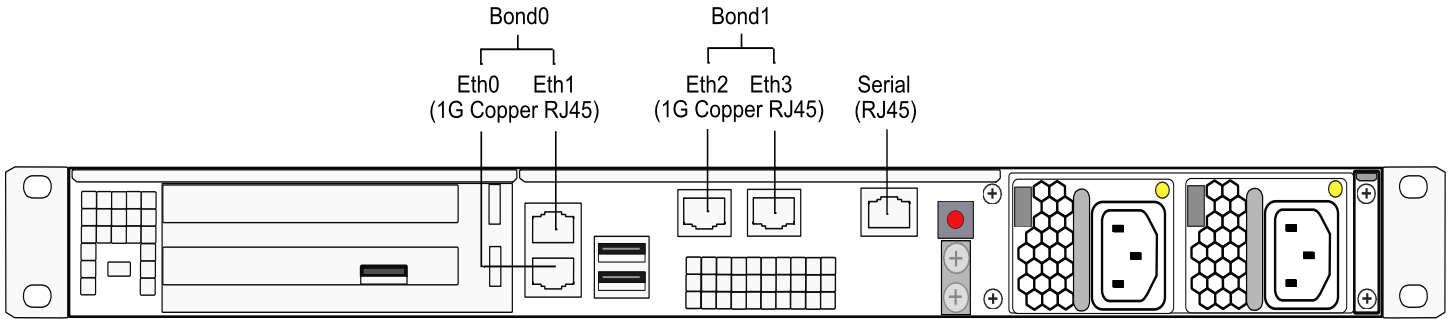 Bond0 Bond1
Eth0 Eth1 Eth2 Eth3 Serial
(1G Copper RJ45) (1G Copper RJ45) (RJ45)